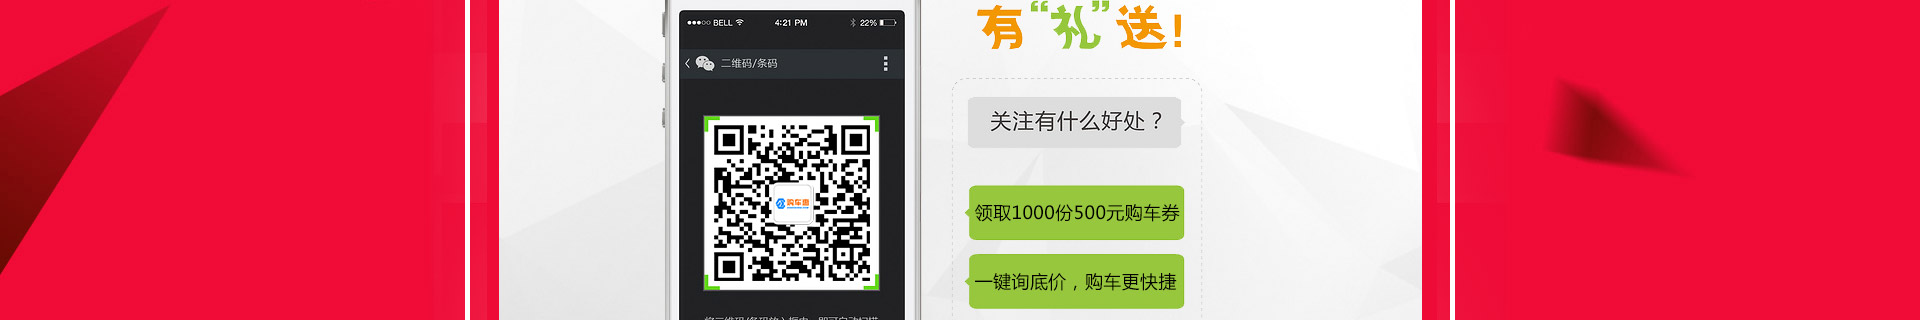 BELL 4:21 PM 22%
二维码/条码
购车通
有“礼”送!
关注有什么好处？
领取1000份500元购车券
一键询底价，购车更快捷